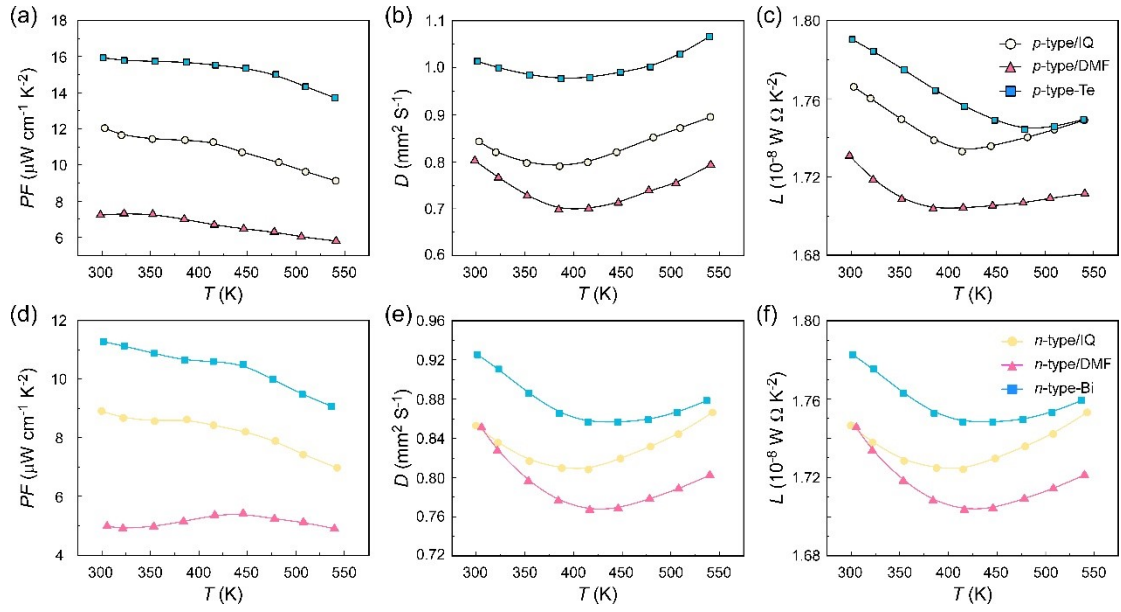 (a)
18
16
14
12
10
8
6
PF (μW cm⁻¹ K⁻²)
300 350 400 450 500 550
T (K)
(b)
1.1
1.0
0.9
0.8
0.7
0.6
D (mm² S⁻¹)
300 350 400 450 500 550
T (K)
(c)
1.80
1.76
1.72
1.68
L (10⁻⁸ W Ω K⁻²)
p-type/IQ
p-type/DMF
p-type-Te
300 350 400 450 500 550
T (K)
(d)
12
10
8
6
4
PF (μW cm⁻¹ K⁻²)
300 350 400 450 500 550
T (K)
(e)
0.96
0.92
0.88
0.84
0.80
0.76
0.72
D (mm² S⁻¹)
300 350 400 450 500 550
T (K)
(f)
1.80
1.76
1.72
1.68
L (10⁻⁸ W Ω K⁻²)
n-type/IQ
n-type/DMF
n-type-Bi
300 350 400 450 500 550
T (K)